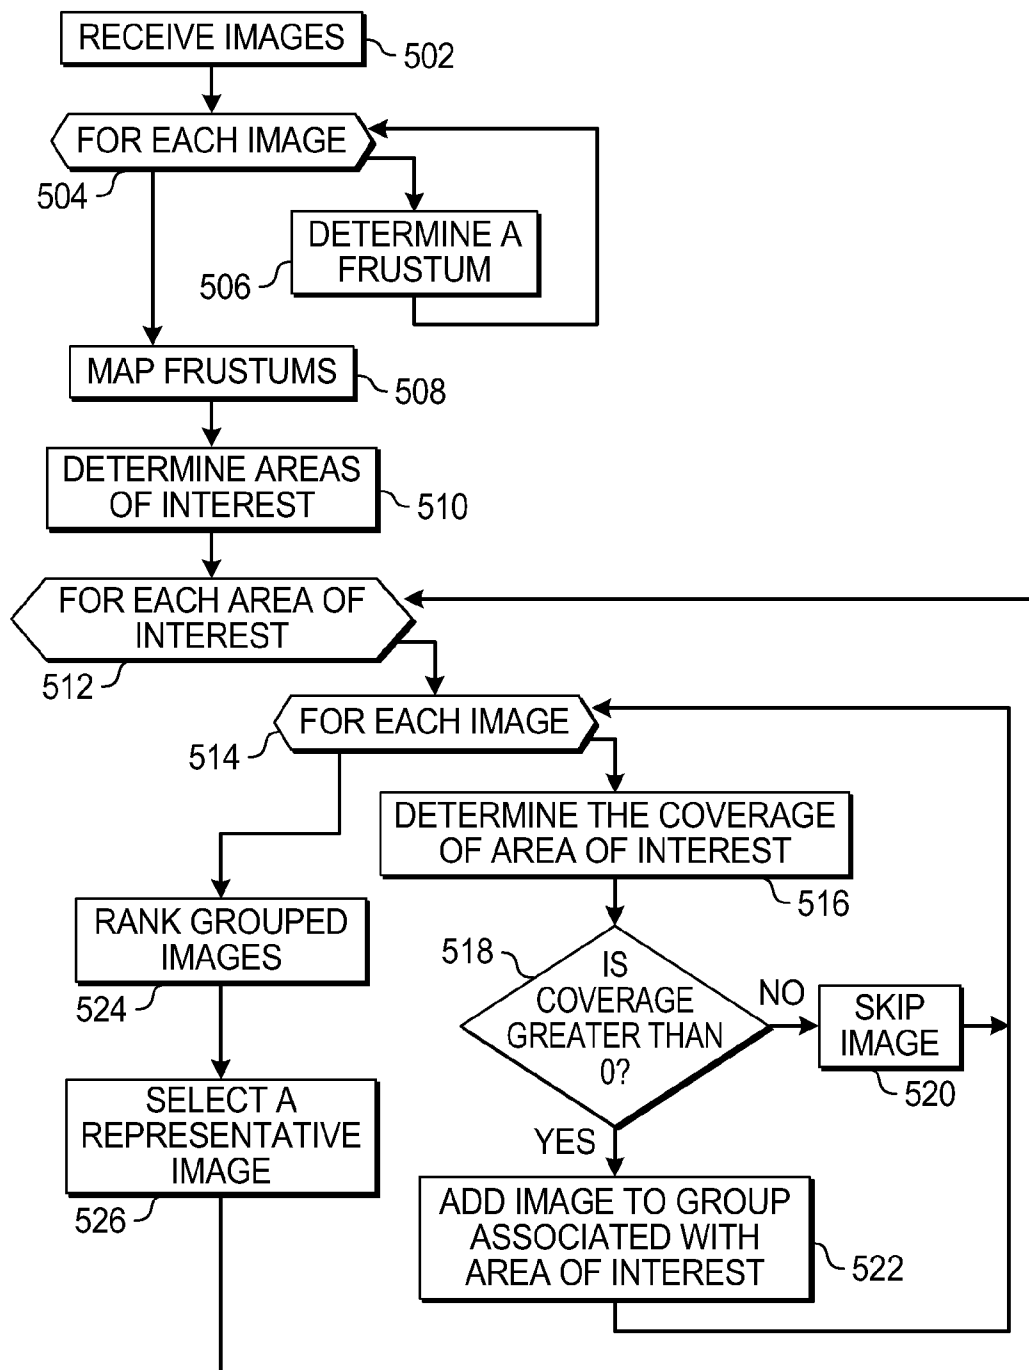 RECEIVE IMAGES
502
FOR EACH IMAGE
504
DETERMINE A
FRUSTUM
506
MAP FRUSTUMS
508
DETERMINE AREAS
OF INTEREST
510
FOR EACH AREA OF
INTEREST
512
FOR EACH IMAGE
514
DETERMINE THE COVERAGE
OF AREA OF INTEREST
516
518
IS
COVERAGE
GREATER THAN
0?
NO
SKIP
IMAGE
520
YES
ADD IMAGE TO GROUP
ASSOCIATED WITH
AREA OF INTEREST
522
RANK GROUPED
IMAGES
524
SELECT A
REPRESENTATIVE
IMAGE
526